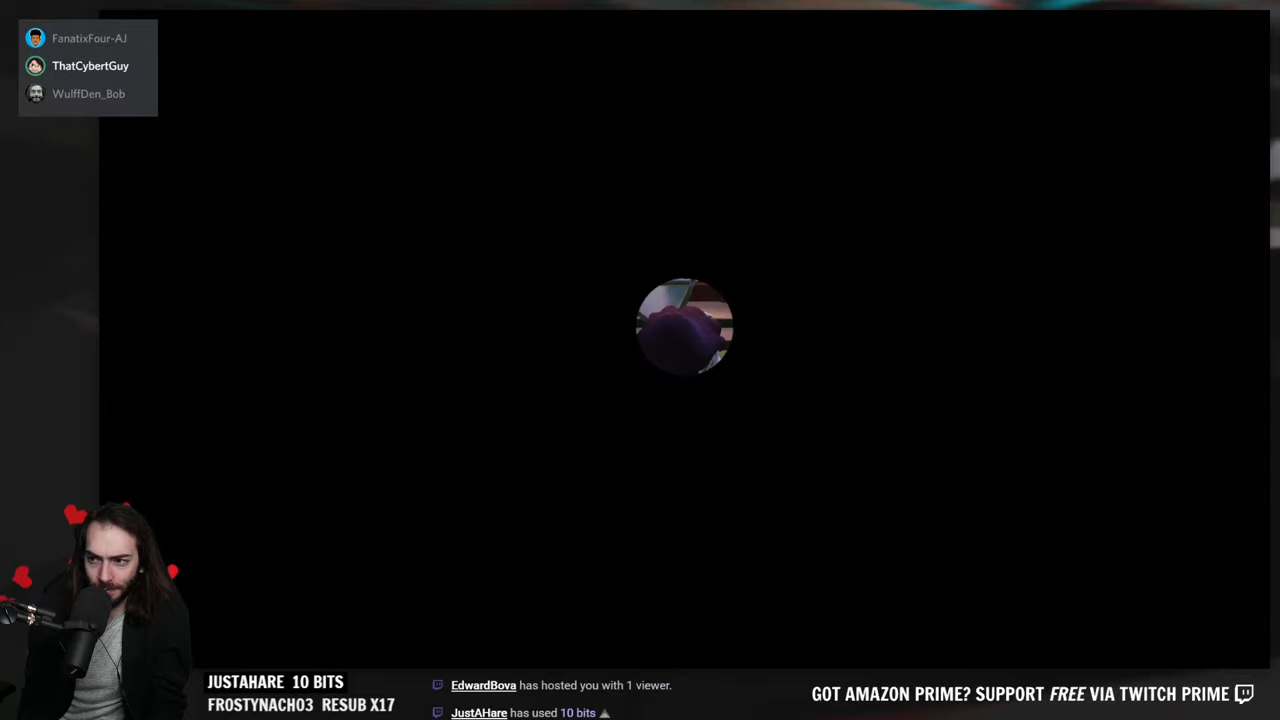 FanatixFour-AJ
ThatCybertGuy
WulffDen_Bob
JUSTAHARE 10 BITS
FROSTYNACHO3 RESUB X17
EdwardBova has hosted you with 1 viewer.
JustAHare has used 10 bits
GOT AMAZON PRIME? SUPPORT FREE VIA TWITCH PRIME